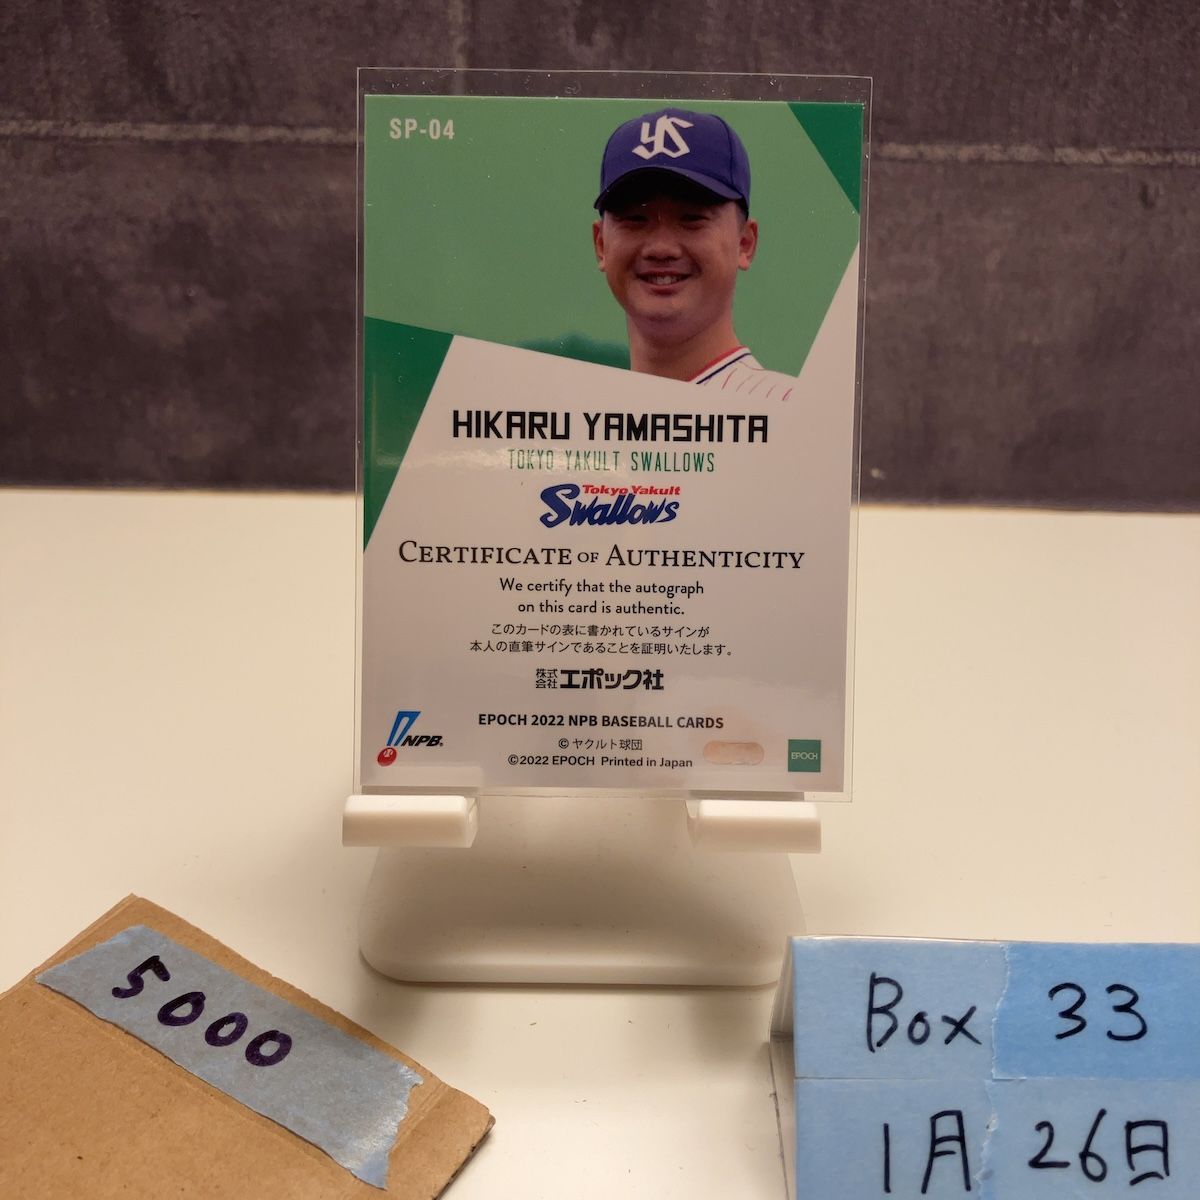 SP-04
YS
HIKARU YAMASHITA
TOKYO YAKULT SWALLOWS
Tokyo Yakult
Swallows
CERTIFICATE OF AUTHENTICITY
We certify that the autograph
on this card is authentic.
このカードの表に書かれているサインが
本人の直筆サインであることを証明いたします。
株式会社エポック社
EPOCH 2022 NPB BASEBALL CARDS
NPB
© ヤクルト球団
©2022 EPOCH Printed in Japan
EPOCH
5000
Box 33
1月 26日